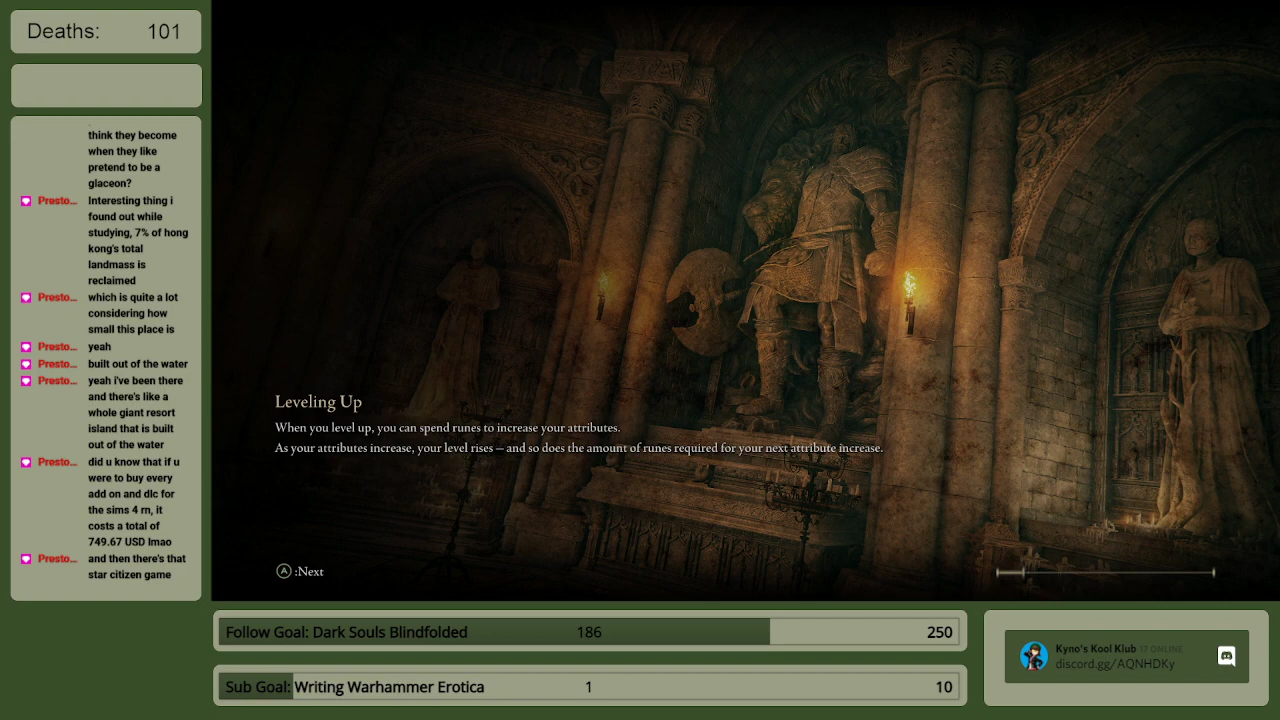 Deaths: 101
think they become
when they like
pretend to be a
glaceon?
Presto... Interesting thing i
found out while
studying, 7% of hong
kong's total
landmass is
reclaimed
Presto... which is quite a lot
considering how
small this place is
Presto... yeah
Presto... built out of the water
Presto... yeah i've been there
and there's like a
whole giant resort
island that is built
out of the water
Presto... did u know that if u
were to buy every
add on and dlc for
the sims 4 rn, it
costs a total of
749.67 USD lmao
Presto... and then there's that
star citizen game
Leveling Up
When you level up, you can spend runes to increase your attributes.
As your attributes increase, your level rises — and so does the amount of runes required for your next attribute increase.
A :Next
Follow Goal: Dark Souls Blindfolded 186 250
Sub Goal: Writing Warhammer Erotica 1 10
Kyno's Kool Klub 17 ONLINE
discord.gg/AQNHDKy